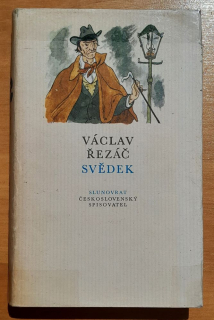 VÁCLAV
ŘEZÁČ
SVĚDEK
SLUNOVRAT
ČESKOSLOVENSKÝ
SPISOVATEL